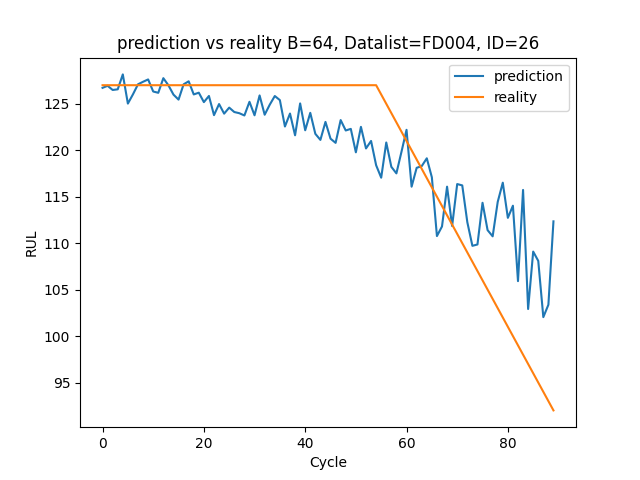 prediction vs reality B=64, Datalist=FD004, ID=26
prediction
reality
RUL
125
120
115
110
105
100
95
0 20 40 60 80
Cycle